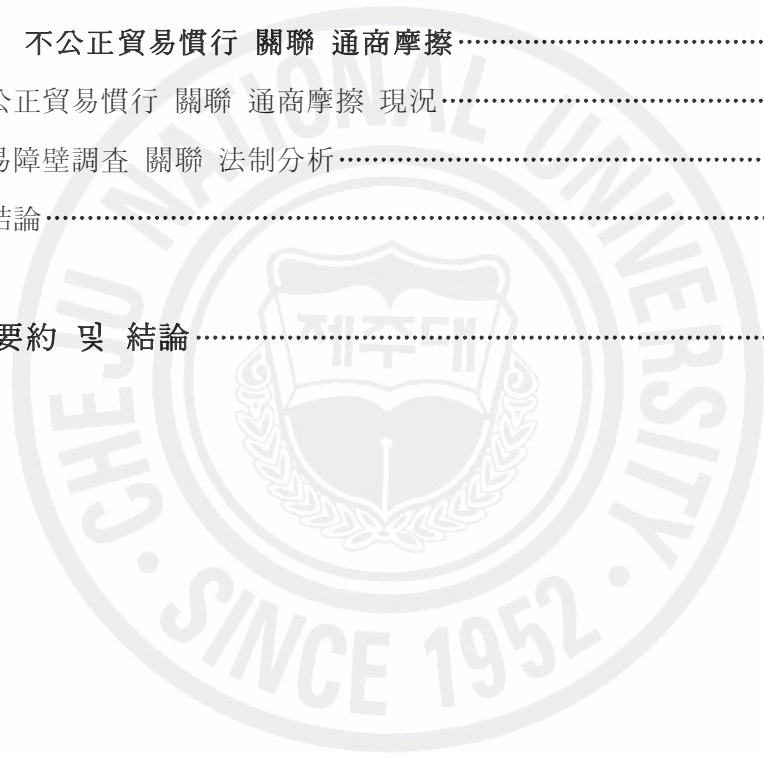 不公正貿易慣行 關聯 通商摩擦
公正貿易慣行 關聯 通商摩擦 現況
易障壁調査 關聯 法制分析
結論
要約 및 結論
CHEJU NATIONAL UNIVERSITY
제주대
· SINCE 1952 ·